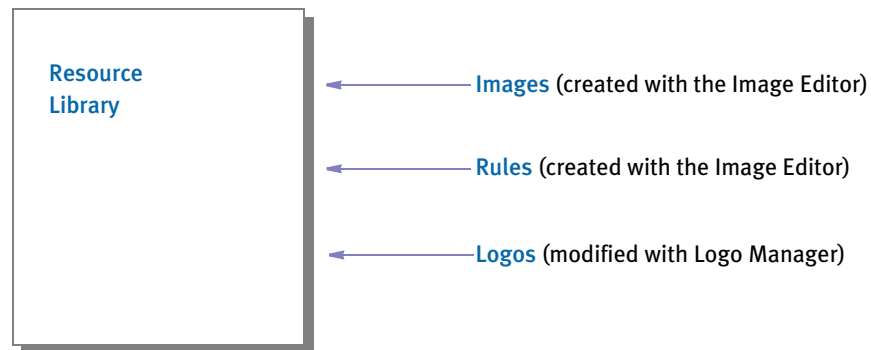 Resource
Library
Images (created with the Image Editor)
Rules (created with the Image Editor)
Logos (modified with Logo Manager)